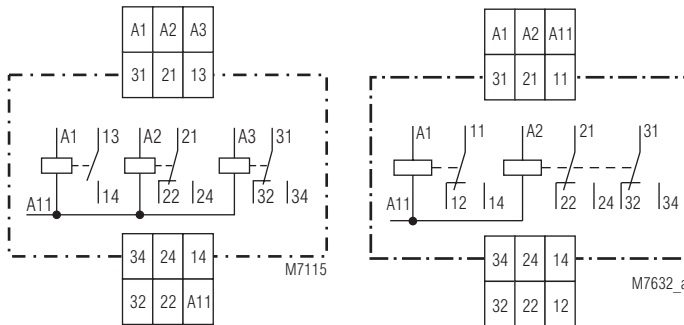 A1 A2 A3
31 21 13
A1 13 A2 21 A3 31
14 22 24 32 34
A11
34 24 14
M7115
32 22 A11
A1 A2 A11
31 21 11
A1 11 A2 21 31
12 14 22 24 32 34
A11
34 24 14
M7632_a
32 22 12